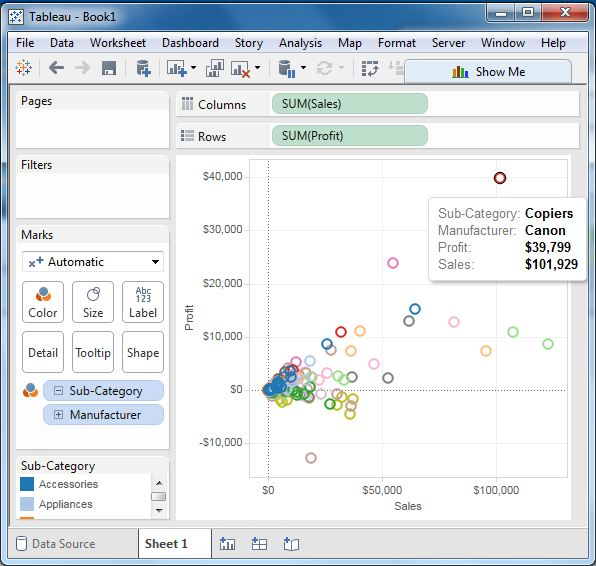 Tableau - Book1
File Data Worksheet Dashboard Story Analysis Map Format Server Window Help
Show Me
Pages
Columns SUM(Sales)
Rows SUM(Profit)
Filters
Marks
Automatic
Abc
123
Color Size Label
Detail Tooltip Shape
Sub-Category
Manufacturer
Sub-Category
Accessories
Appliances
Profit
$40,000
$30,000
$20,000
$10,000
$0
-$10,000
$0 $50,000 $100,000
Sales
Sub-Category: Copiers
Manufacturer: Canon
Profit: $39,799
Sales: $101,929
Data Source Sheet 1